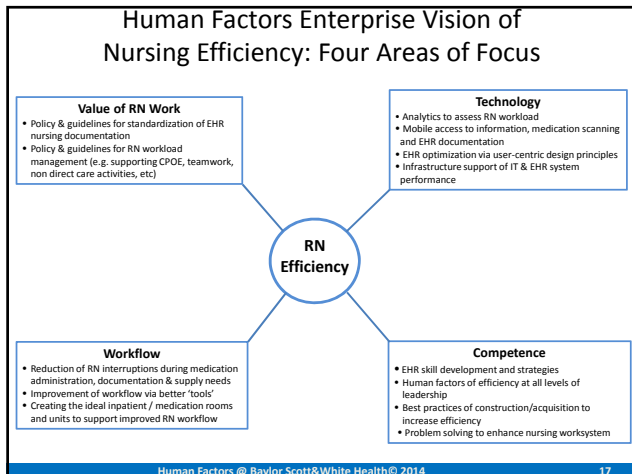 Human Factors Enterprise Vision of
Nursing Efficiency: Four Areas of Focus
Value of RN Work
• Policy & guidelines for standardization of EHR
nursing documentation
• Policy & guidelines for RN workload
management (e.g. supporting CPOE, teamwork,
non direct care activities, etc)
Technology
• Analytics to assess RN workload
• Mobile access to information, medication scanning
and EHR documentation
• EHR optimization via user-centric design principles
• Infrastructure support of IT & EHR system
performance
RN
Efficiency
Workflow
• Reduction of RN interruptions during medication
administration, documentation & supply needs
• Improvement of workflow via better ‘tools’
• Creating the ideal inpatient / medication rooms
and units to support improved RN workflow
Competence
• EHR skill development and strategies
• Human factors of efficiency at all levels of
leadership
• Best practices of construction/acquisition to
increase efficiency
• Problem solving to enhance nursing worksystem
Human Factors @ Baylor Scott&White Health© 2014
17